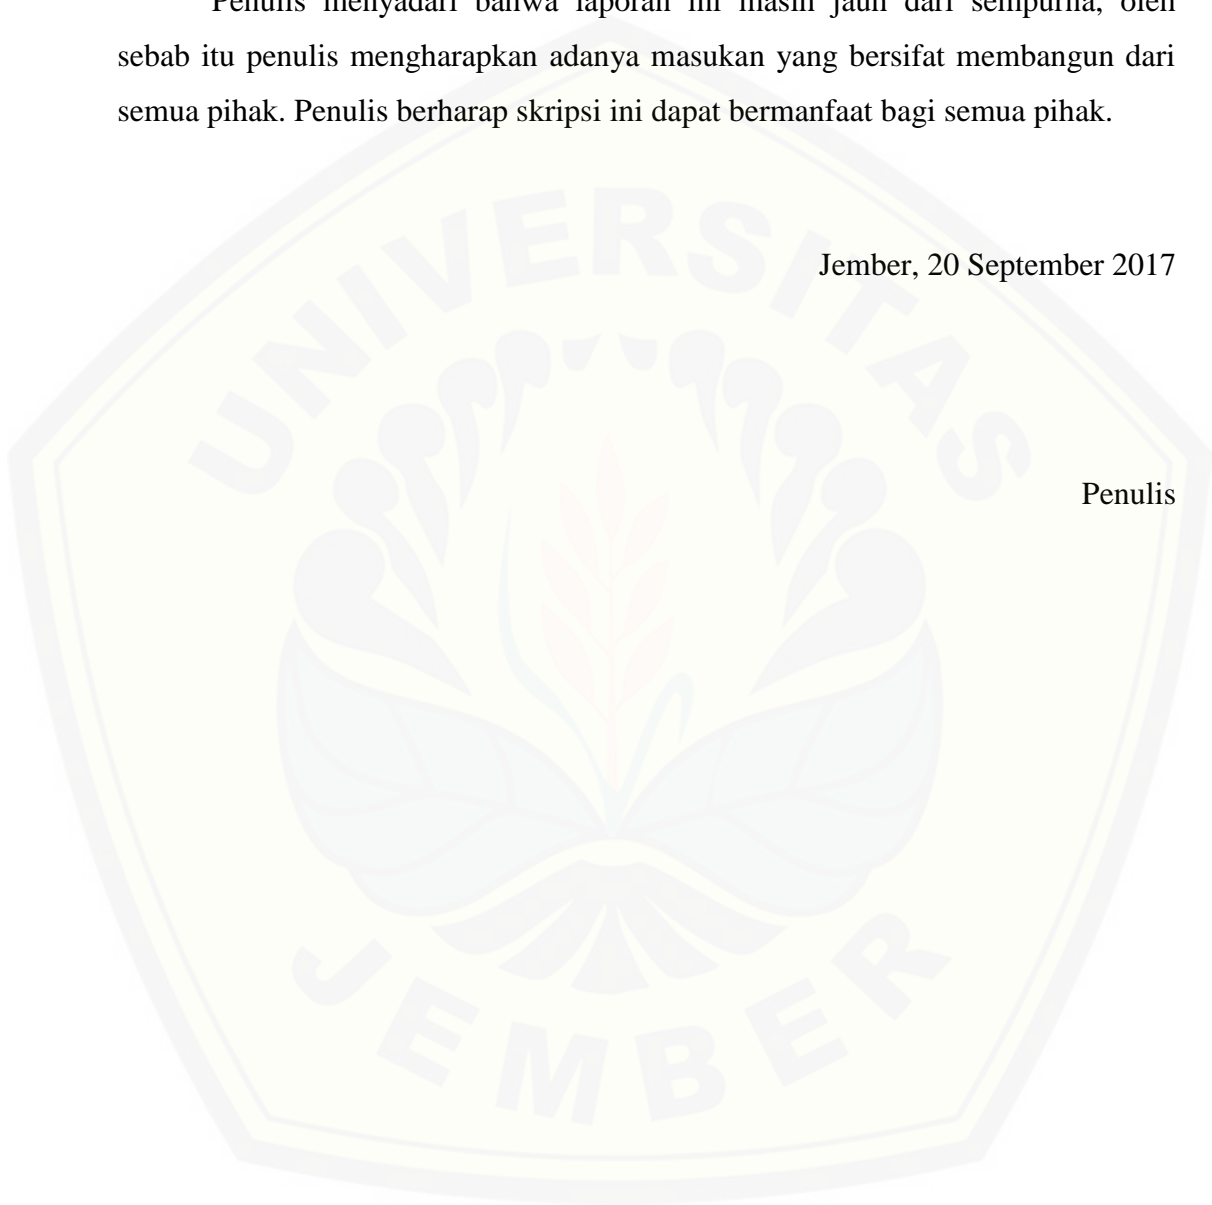 Penulis menyadari bahwa laporan ini masih jauh dari sempurna, oleh
sebab itu penulis mengharapkan adanya masukan yang bersifat membangun dari
semua pihak. Penulis berharap skripsi ini dapat bermanfaat bagi semua pihak.
Jember, 20 September 2017
Penulis
UNIVERSITAS
JEMBER